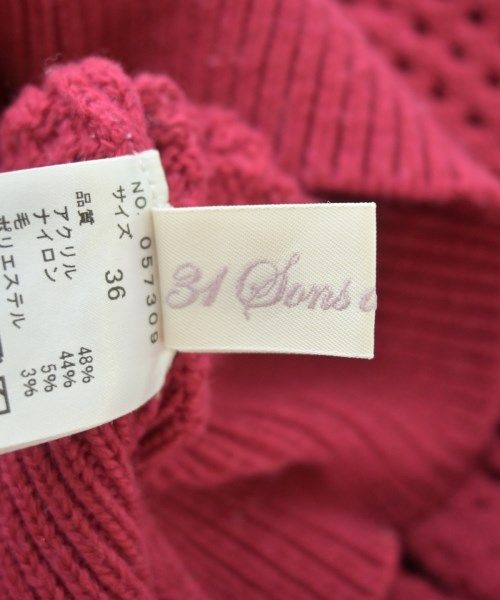 31 Sons
NO. 057306
サイズ 36
品質
アクリル 48%
ナイロン 44%
毛 5%
ポリエステル 3%